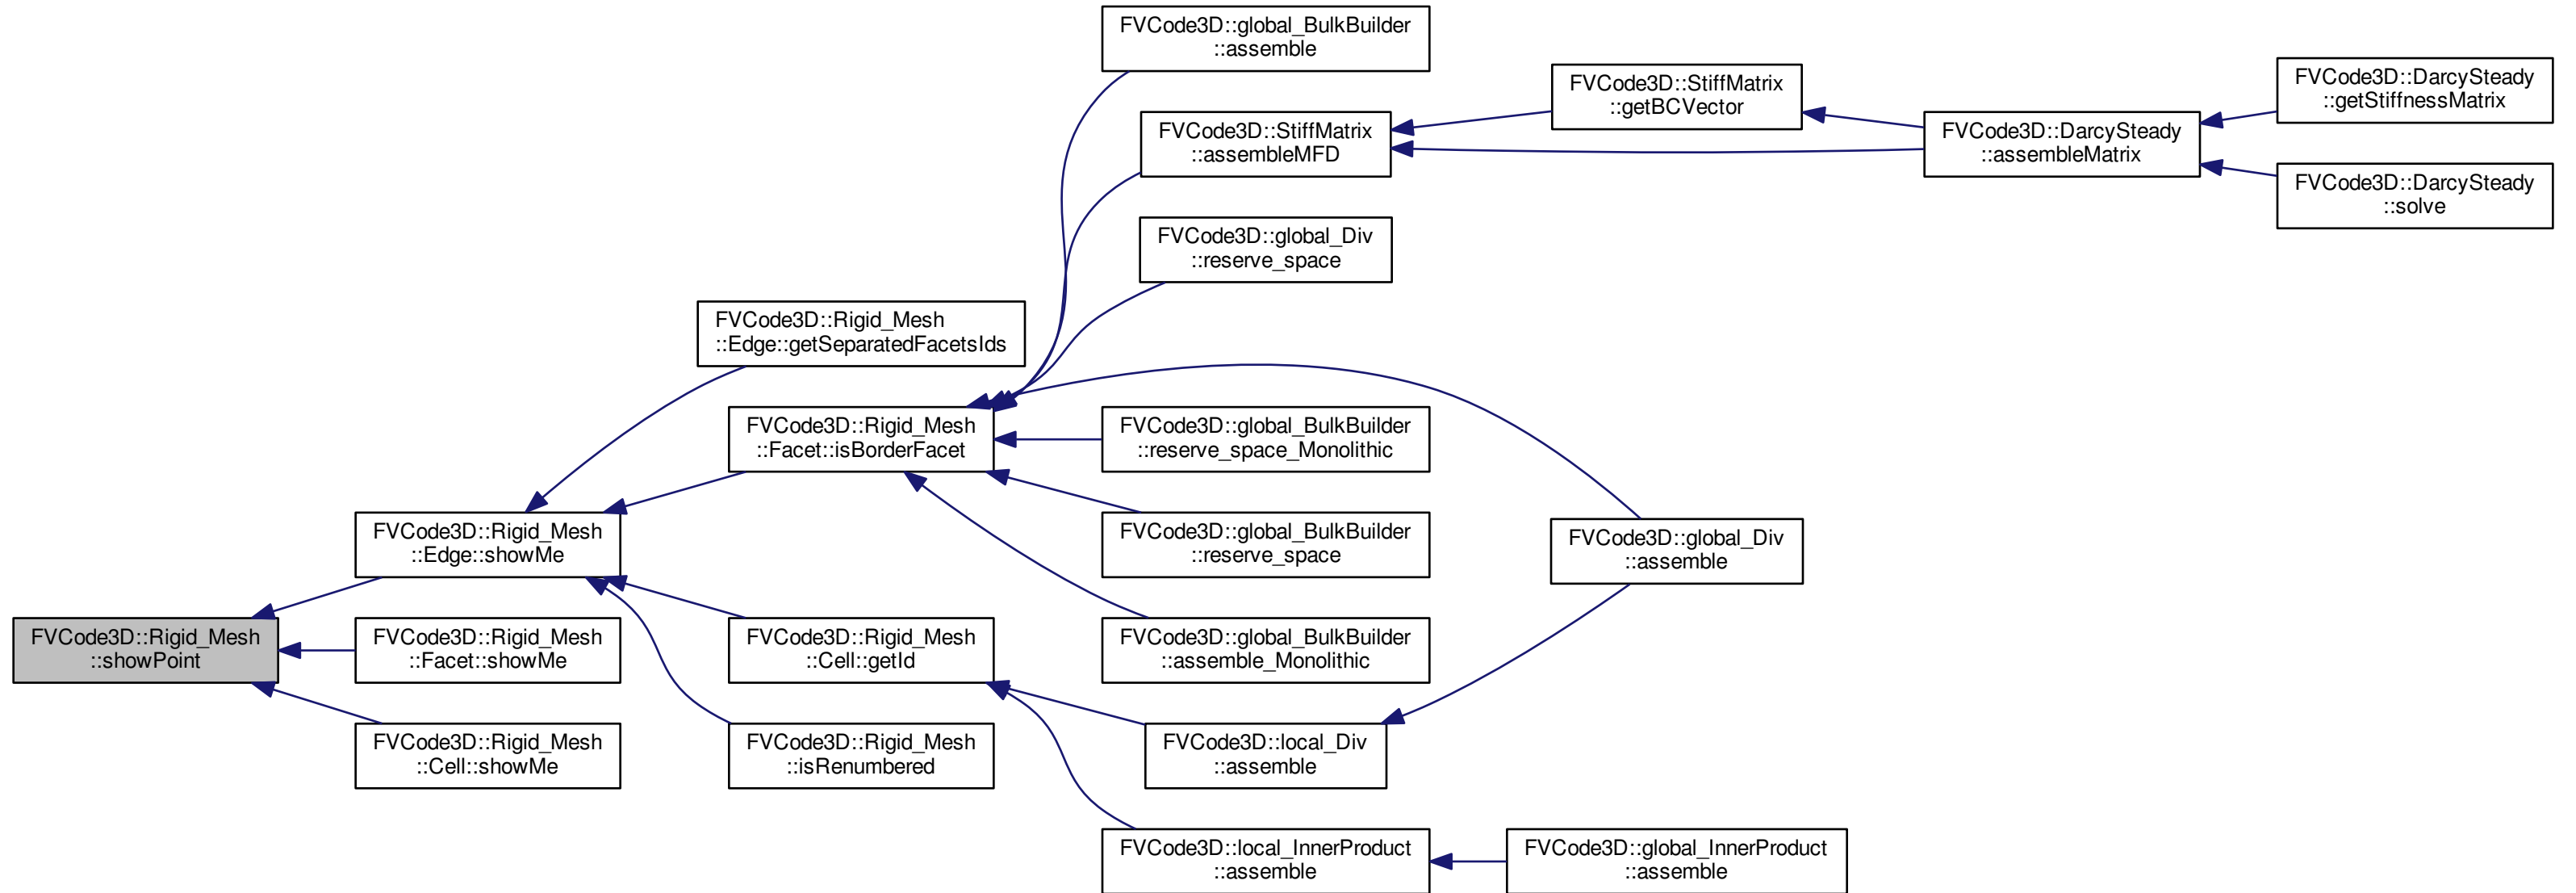 FVCode3D::global_BulkBuilder
::assemble
FVCode3D::StiffMatrix
::getBCVector
FVCode3D::DarcySteady
::getStiffnessMatrix
FVCode3D::StiffMatrix
::assembleMFD
FVCode3D::DarcySteady
::assembleMatrix
FVCode3D::DarcySteady
::solve
FVCode3D::global_Div
::reserve_space
FVCode3D::Rigid_Mesh
::Edge::getSeparatedFacetsIds
FVCode3D::Rigid_Mesh
::Facet::isBorderFacet
FVCode3D::global_BulkBuilder
::reserve_space_Monolithic
FVCode3D::Rigid_Mesh
::Edge::showMe
FVCode3D::global_BulkBuilder
::reserve_space
FVCode3D::global_Div
::assemble
FVCode3D::Rigid_Mesh
::showPoint
FVCode3D::Rigid_Mesh
::Facet::showMe
FVCode3D::Rigid_Mesh
::Cell::getId
FVCode3D::global_BulkBuilder
::assemble_Monolithic
FVCode3D::Rigid_Mesh
::Cell::showMe
FVCode3D::Rigid_Mesh
::isRenumbered
FVCode3D::local_Div
::assemble
FVCode3D::local_InnerProduct
::assemble
FVCode3D::global_InnerProduct
::assemble